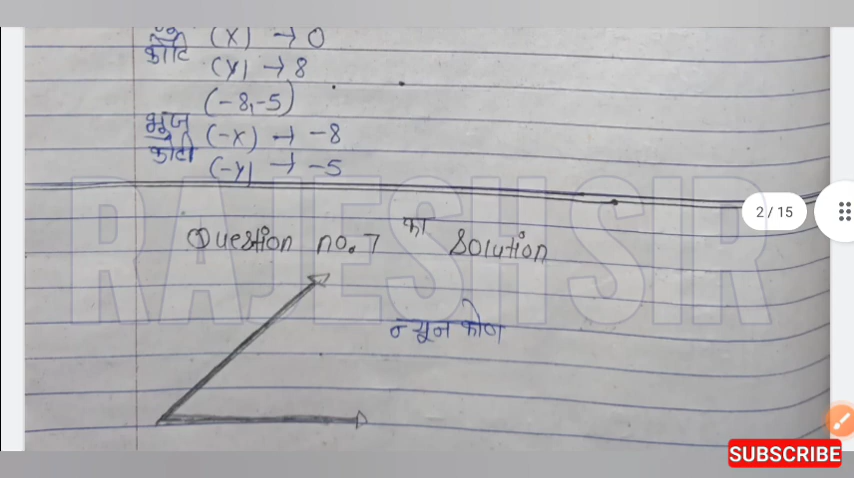 (x) → 0
कोटि
(y) → 8
(-8,-5)
भुज (-x) → -8
कोटी (-y) → -5
2 / 15
Question no. 7 का Solution
न्यून कोण
RAJESH SIR
SUBSCRIBE